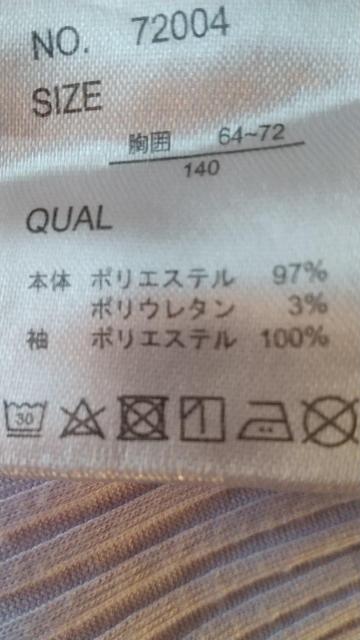 NO. 72004
SIZE
胸囲 64~72
140
QUAL
本体 ポリエステル 97%
ポリウレタン 3%
袖 ポリエステル 100%
30